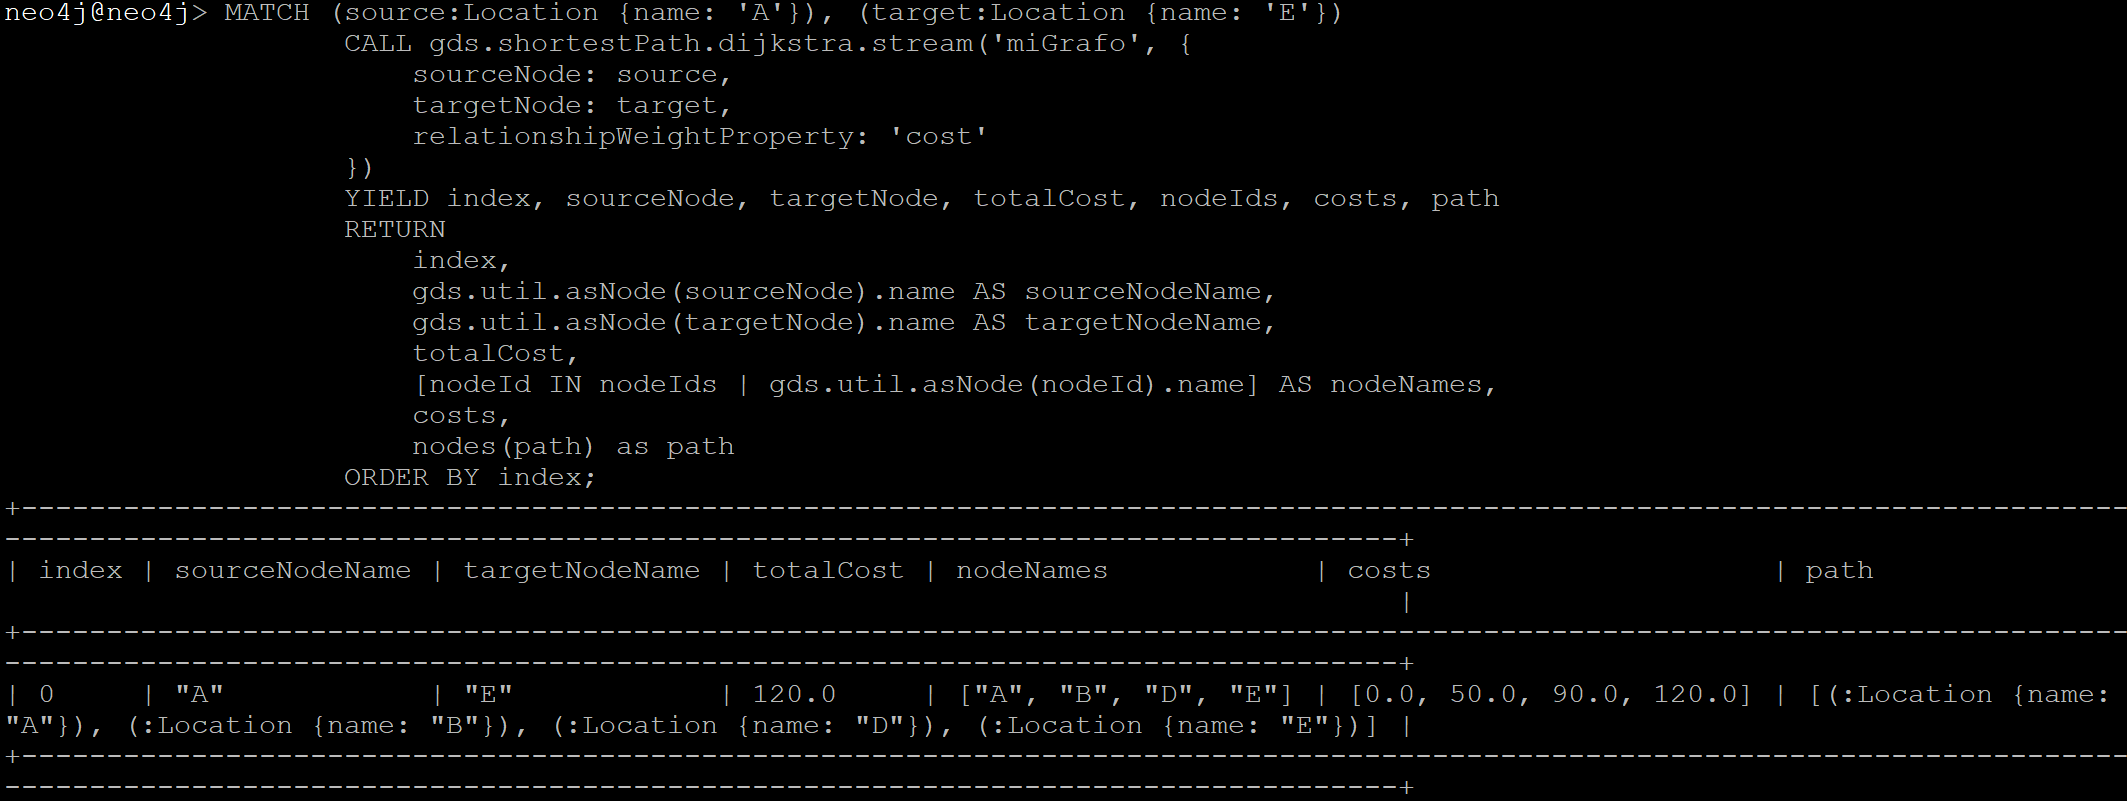 neo4j@neo4j> MATCH (source:Location {name: 'A'}), (target:Location {name: 'E'})
CALL gds.shortestPath.dijkstra.stream('miGrafo', {
sourceNode: source,
targetNode: target,
relationshipWeightProperty: 'cost'
})
YIELD index, sourceNode, targetNode, totalCost, nodeIds, costs, path
RETURN
index,
gds.util.asNode(sourceNode).name AS sourceNodeName,
gds.util.asNode(targetNode).name AS targetNodeName,
totalCost,
[nodeId IN nodeIds | gds.util.asNode(nodeId).name] AS nodeNames,
costs,
nodes(path) as path
ORDER BY index;
| index | sourceNodeName | targetNodeName | totalCost | nodeNames | costs | path
|
| 0 | "A" | "E" | 120.0 | ["A", "B", "D", "E"] | [0.0, 50.0, 90.0, 120.0] | [(:Location {name:
"A"}), (:Location {name: "B"}), (:Location {name: "D"}), (:Location {name: "E"})] |